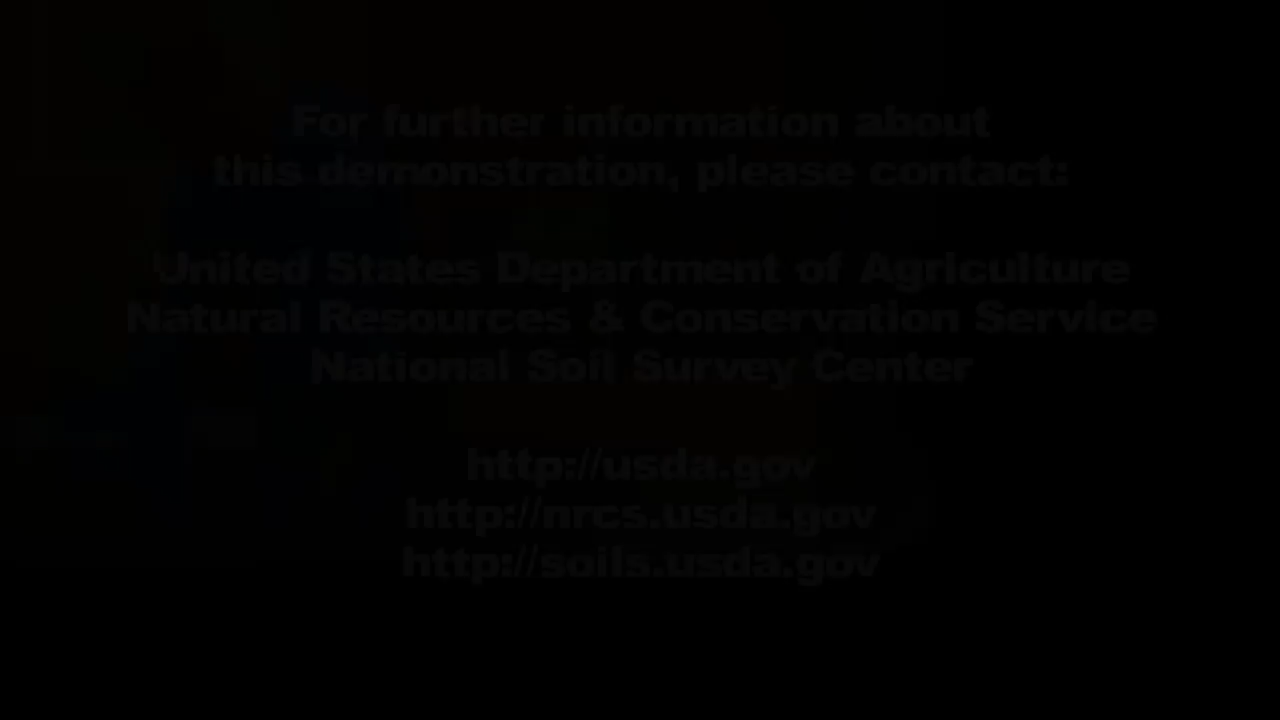 For further information about
this demonstration, please contact:
United States Department of Agriculture
Natural Resources & Conservation Service
National Soil Survey Center
http://usda.gov
http://nrcs.usda.gov
http://soils.usda.gov